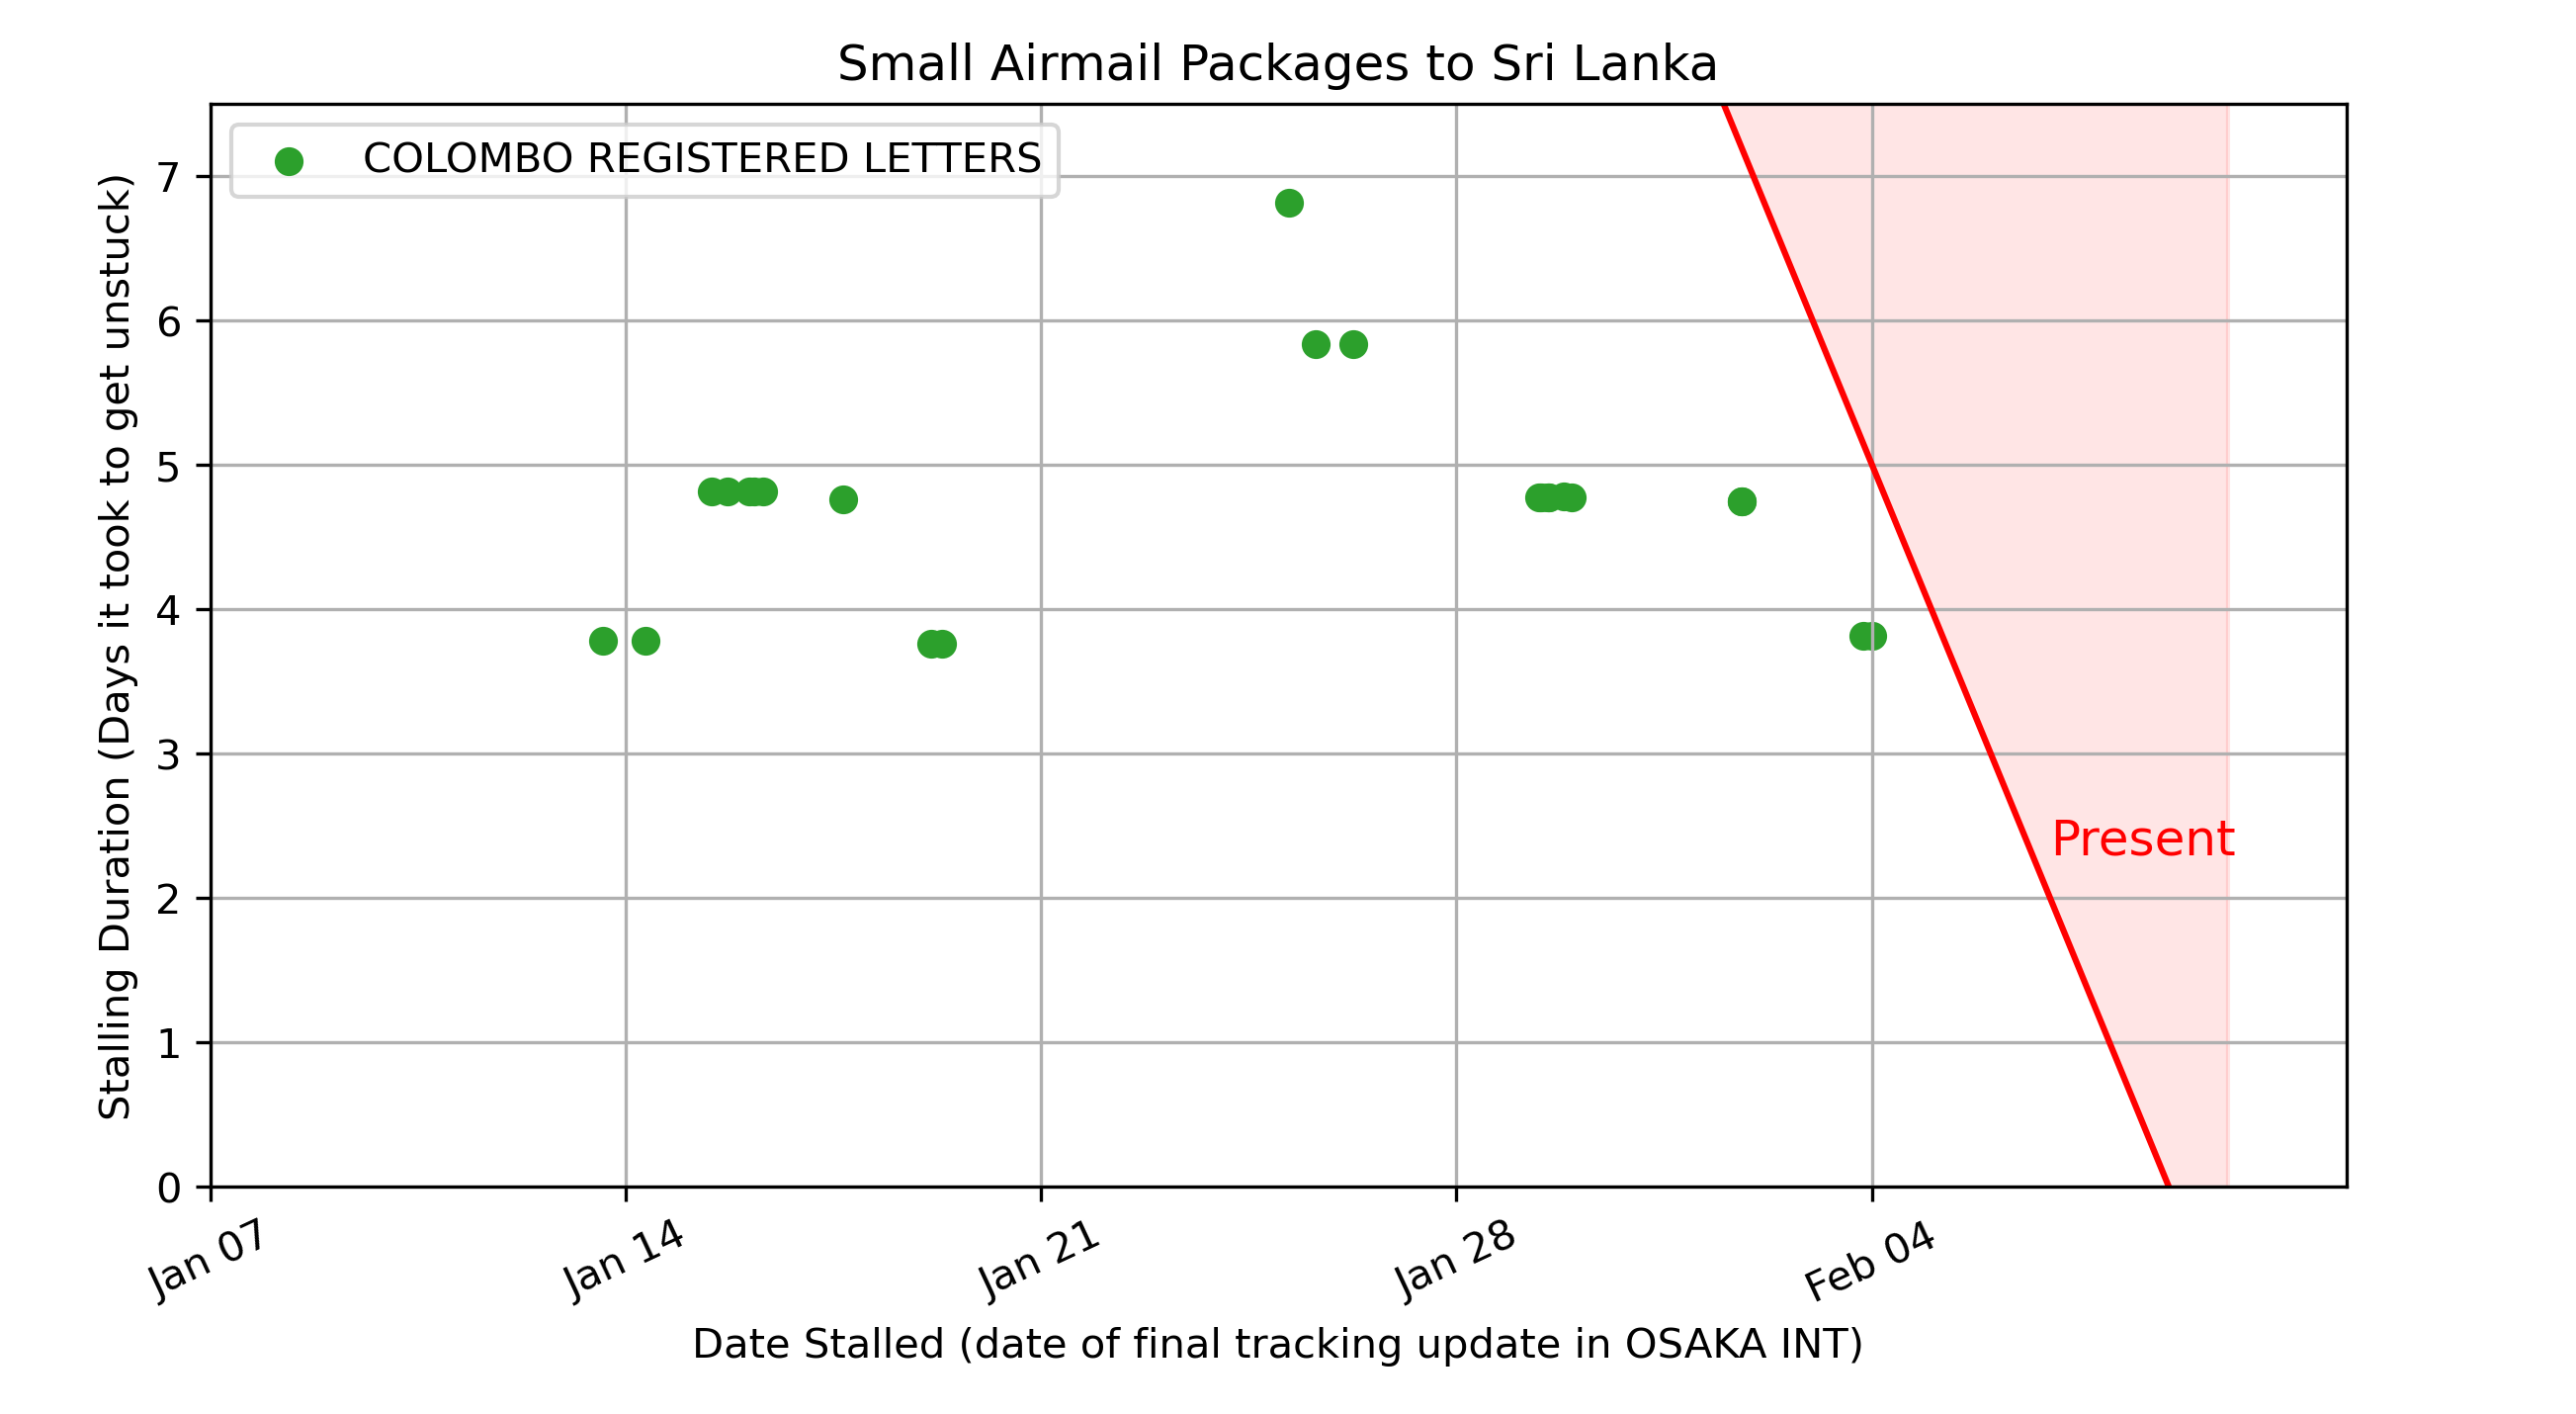 Small Airmail Packages to Sri Lanka
COLOMBO REGISTERED LETTERS
Stalling Duration (Days it took to get unstuck)
7
6
5
4
3
2
1
0
Present
Jan 07
Jan 14
Jan 21
Jan 28
Feb 04
Date Stalled (date of final tracking update in OSAKA INT)